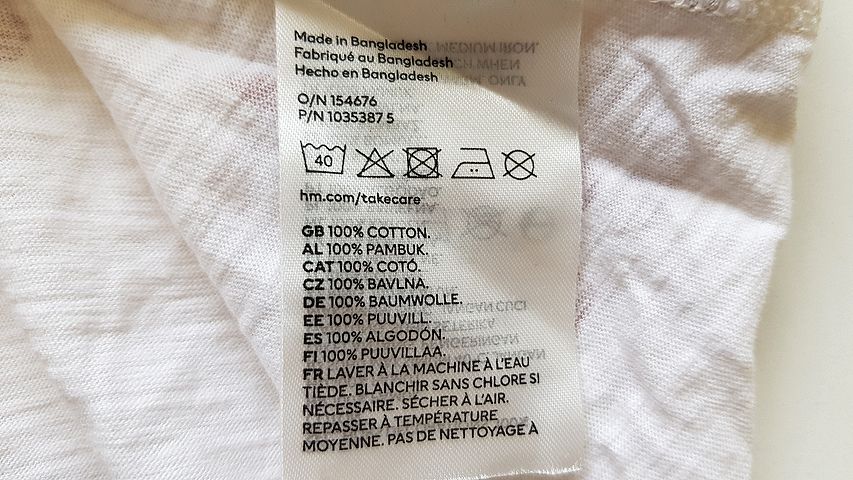 Made in Bangladesh
Fabriqué au Bangladesh
Hecho en Bangladesh
O/N 154676
P/N 1035387 5
40
hm.com/takecare
GB 100% COTTON.
AL 100% PAMBUK.
CAT 100% COTÓ.
CZ 100% BAVLNA.
DE 100% BAUMWOLLE.
EE 100% PUUVILL.
ES 100% ALGODÓN.
FI 100% PUUVILLAA.
FR LAVER À LA MACHINE À L'EAU
TIÈDE. BLANCHIR SANS CHLORE SI
NÉCESSAIRE. SÉCHER À L'AIR.
REPASSER À TEMPÉRATURE
MOYENNE. PAS DE NETTOYAGE À